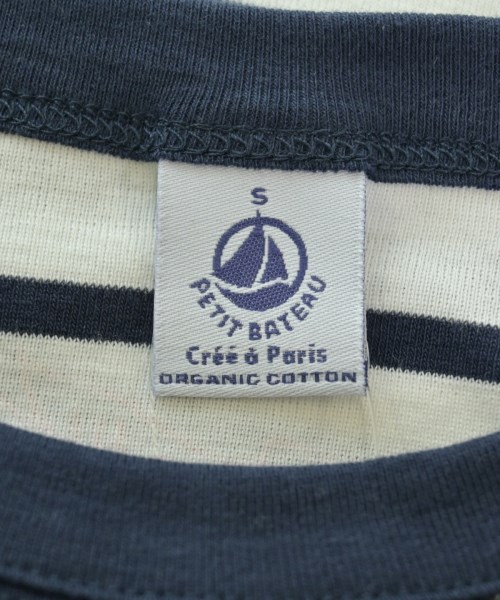 S
PETIT BATEAU
Créé à Paris
ORGANIC COTTON